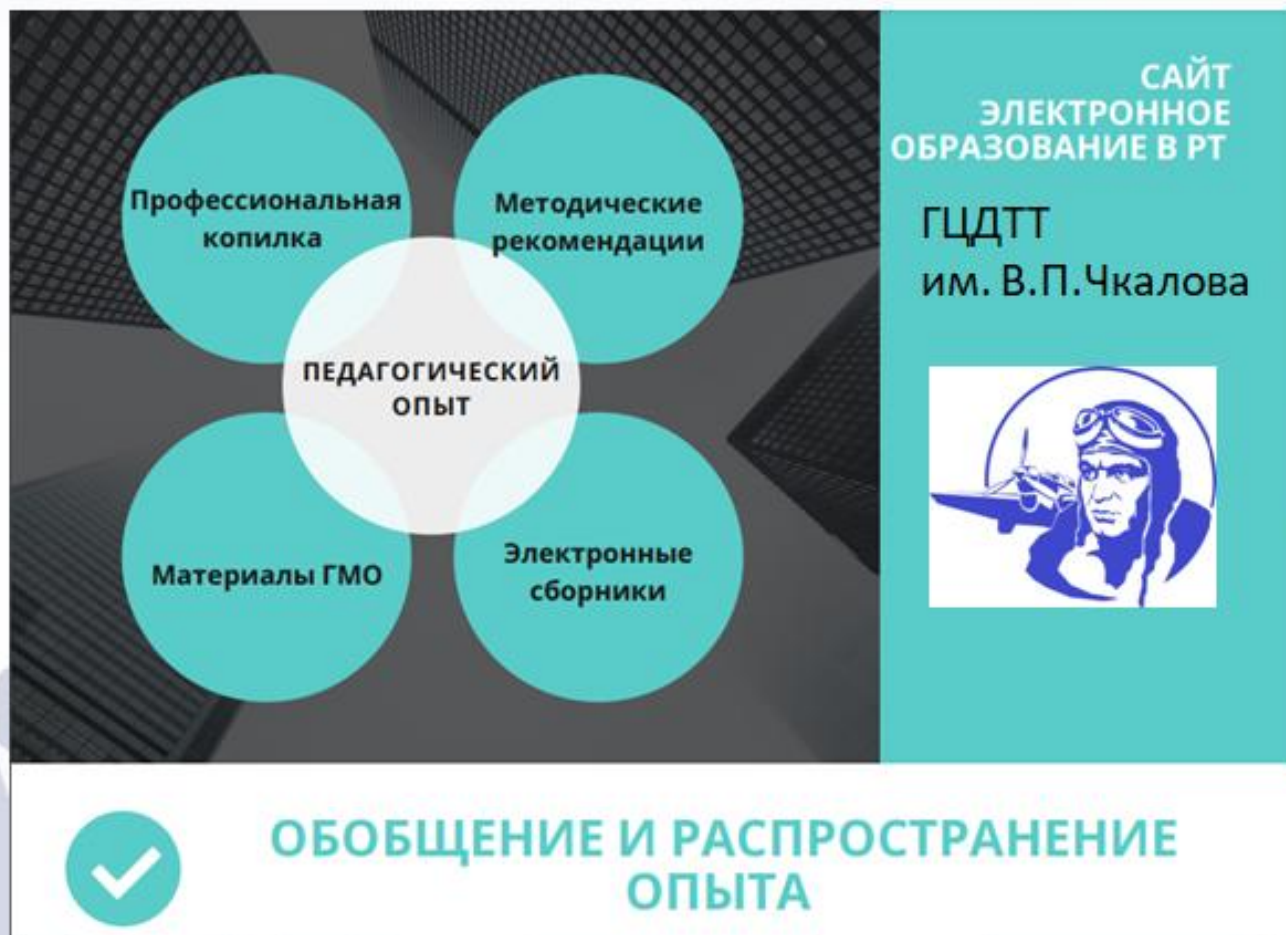 Профессиональная
копилка
Методические
рекомендации
ПЕДАГОГИЧЕСКИЙ
ОПЫТ
Материалы ГМО
Электронные
сборники
САЙТ
ЭЛЕКТРОННОЕ
ОБРАЗОВАНИЕ В РТ
ГЦДТТ
им. В.П.Чкалова
ОБОБЩЕНИЕ И РАСПРОСТРАНЕНИЕ
ОПЫТА